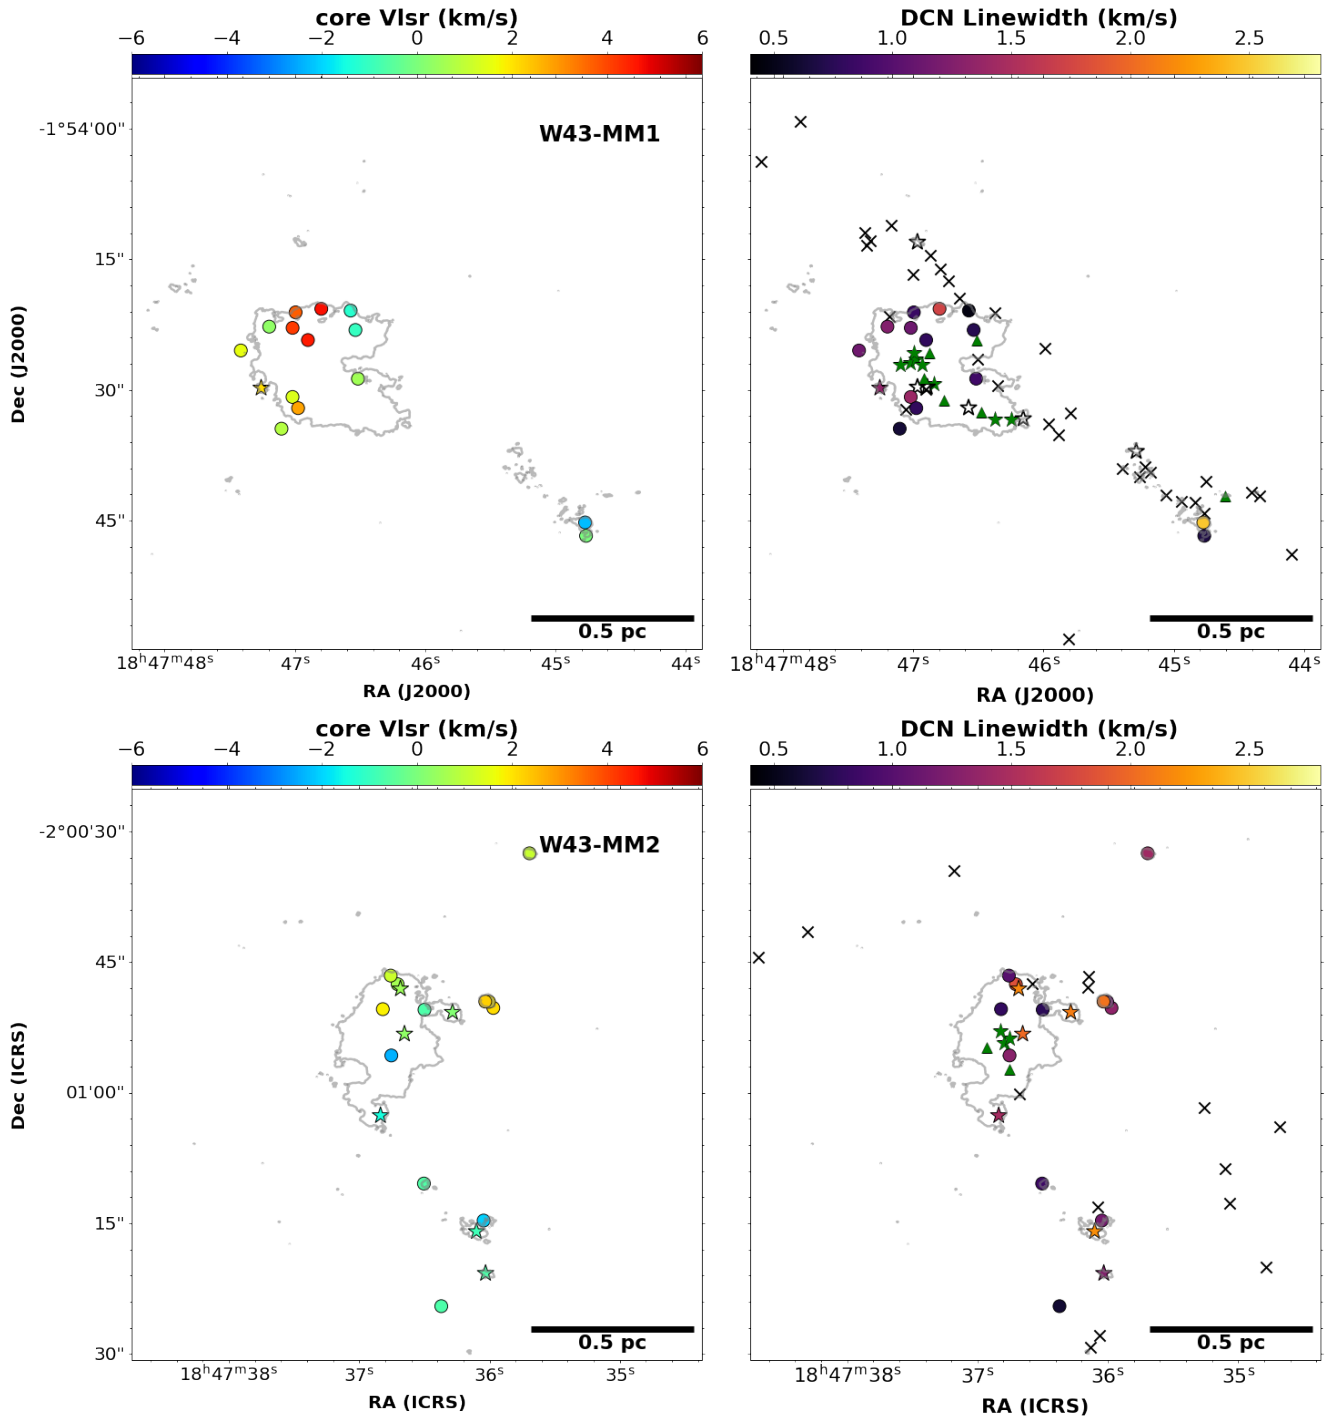 core Vlsr (km/s)
−6 −4 −2 0 2 4 6
DCN Linewidth (km/s)
0.5 1.0 1.5 2.0 2.5
W43-MM1
-1°54'00"
15"
30"
45"
Dec (J2000)
0.5 pc
0.5 pc
18ʰ47ᵐ48ˢ 47ˢ 46ˢ 45ˢ 44ˢ
18ʰ47ᵐ48ˢ 47ˢ 46ˢ 45ˢ 44ˢ
RA (J2000)
RA (J2000)
core Vlsr (km/s)
−6 −4 −2 0 2 4 6
DCN Linewidth (km/s)
0.5 1.0 1.5 2.0 2.5
W43-MM2
-2°00'30"
45"
01'00"
15"
30"
Dec (ICRS)
0.5 pc
0.5 pc
18ʰ47ᵐ38ˢ 37ˢ 36ˢ 35ˢ
18ʰ47ᵐ38ˢ 37ˢ 36ˢ 35ˢ
RA (ICRS)
RA (ICRS)